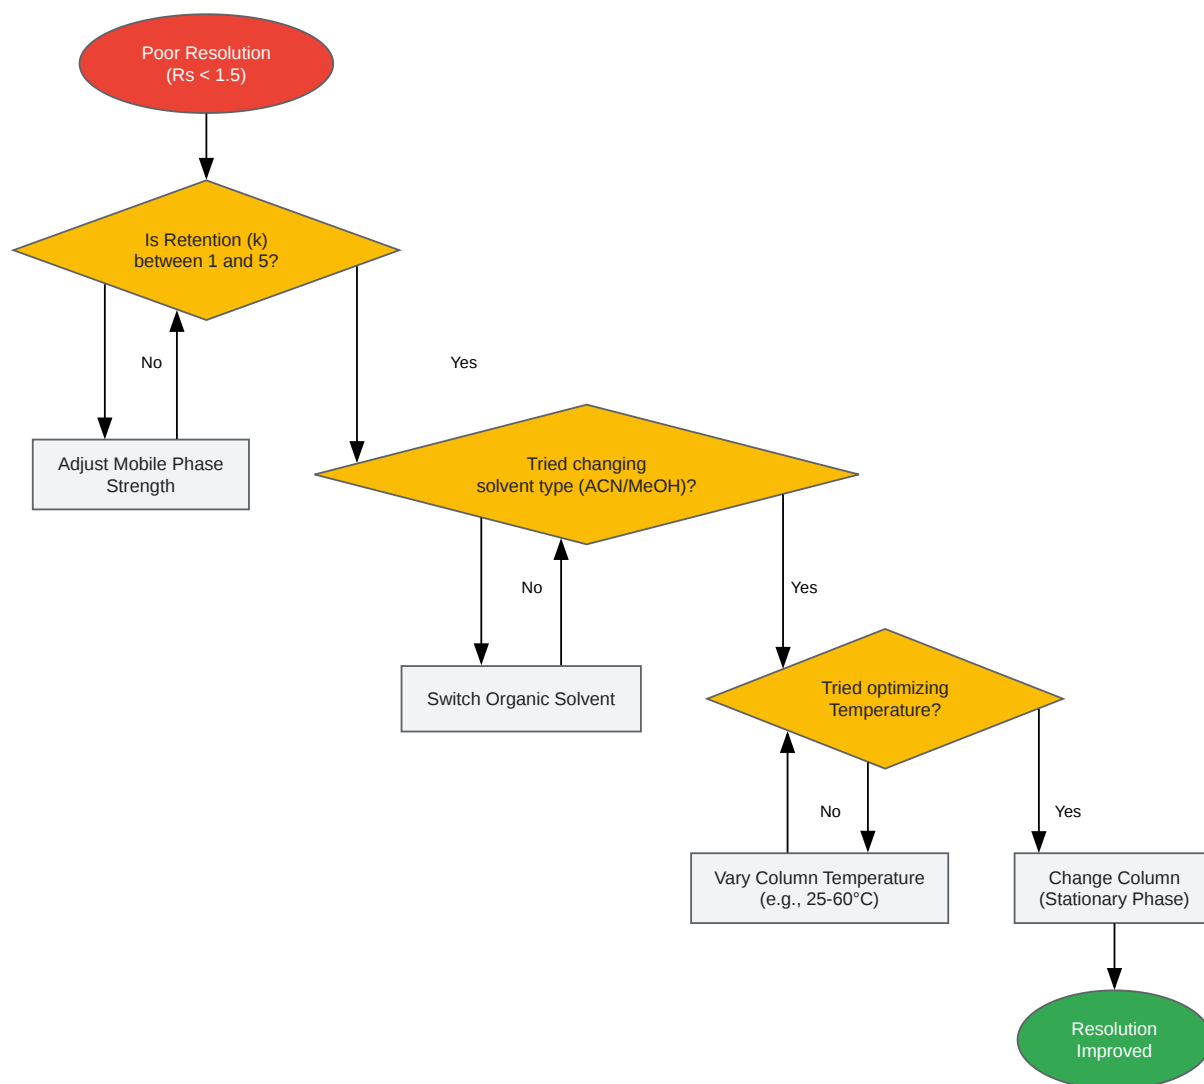 Poor Resolution
(Rs < 1.5)
Is Retention (k)
between 1 and 5?
No
Yes
Adjust Mobile Phase
Strength
Tried changing
solvent type (ACN/MeOH)?
No
Yes
Switch Organic Solvent
Tried optimizing
Temperature?
No
Yes
Vary Column Temperature
(e.g., 25-60°C)
Change Column
(Stationary Phase)
Resolution
Improved